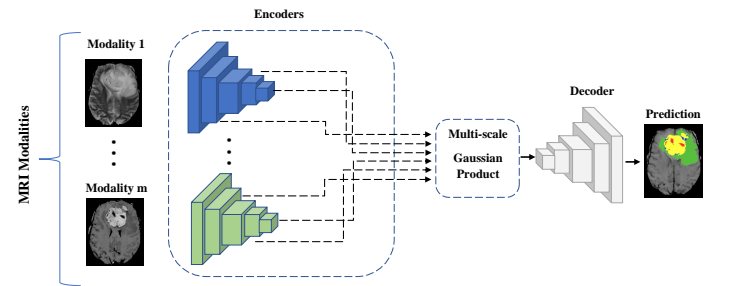 Encoders
Modality 1
MRI Modalities
Modality m
Multi-scale
Gaussian
Product
Decoder
Prediction